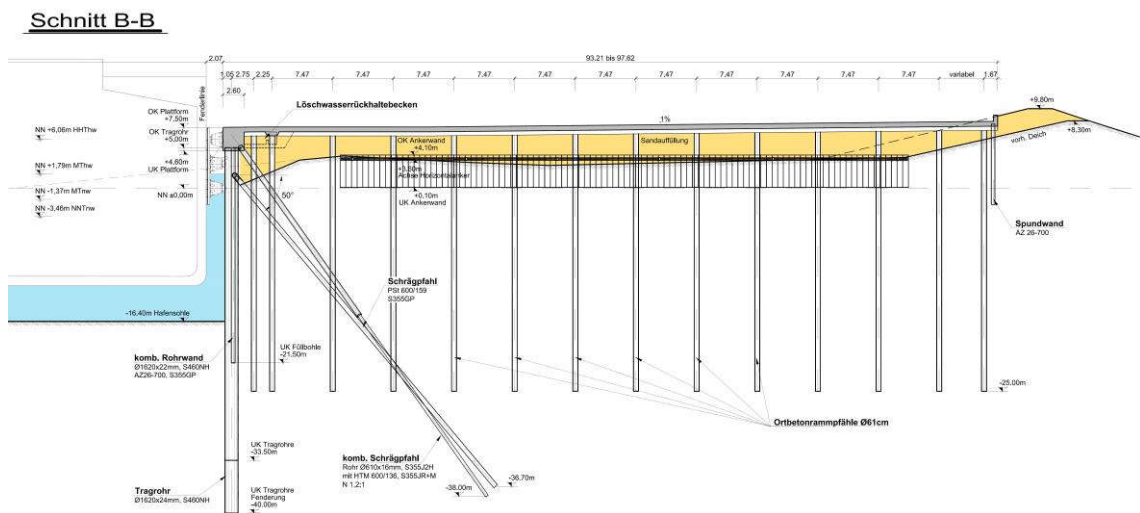 Schnitt B-B
2.07
93.21 bis 97.62
1.05 2.75 2.25 7.47 7.47 7.47 7.47 7.47 7.47 7.47 7.47 7.47 7.47 7.47 variabel 1.67
2.60
Fenderlinie
Löschwasserrückhaltebecken
OK Plattform
+7.50m
NN +6,06m HHThw
OK Tragrohr
+5,00m
1%
+9.80m
+8,30m
vorh. Deich
OK Ankerwand
+4,10m
Sandauffüllung
+4,60m
UK Plattform
NN +1,79m MThw
Achse Horizontalanker
NN ±0,00m
+0,10m
UK Ankerwand
NN -1,37m MTnw
NN -3,46m NNTnw
50°
Spundwand
AZ 26-700
Schrägpfahl
PSt 600/159
S355GP
-16,40m Hafensohle
UK Füllbohle
-21,50m
komb. Rohrwand
Ø1620x22mm, S460NH
AZ26-700, S355GP
-25.00m
Ortbetonrammpfähle Ø61cm
UK Tragrohre
-33,50m
komb. Schrägpfahl
Rohr Ø610x16mm, S355J2H
mit HTM 600/136, S355JR+M
N 1,2:1
-36,70m
-38.00m
Tragrohr
Ø1620x24mm, S460NH
UK Tragrohre
Fenderung
-40.00m